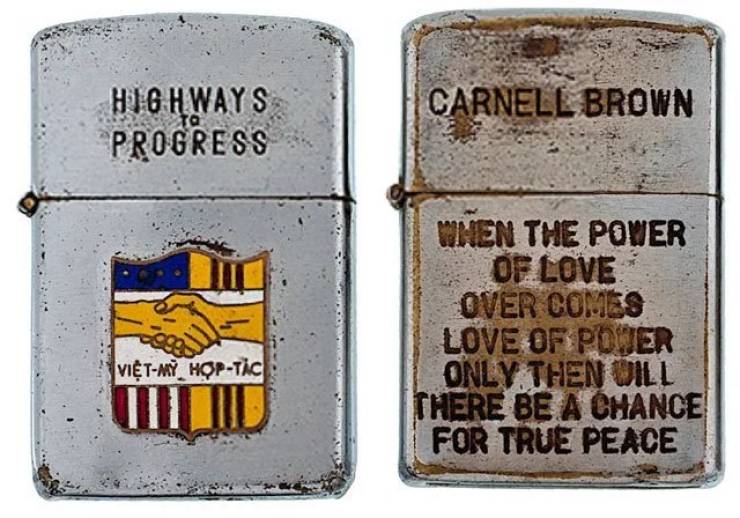 HIGHWAYS
TO
PROGRESS
VIỆT-MỸ HỢP-TÁC
CARNELL BROWN
WHEN THE POWER
OF LOVE
OVER COMES
LOVE OF POWER
ONLY THEN WILL
THERE BE A CHANCE
FOR TRUE PEACE